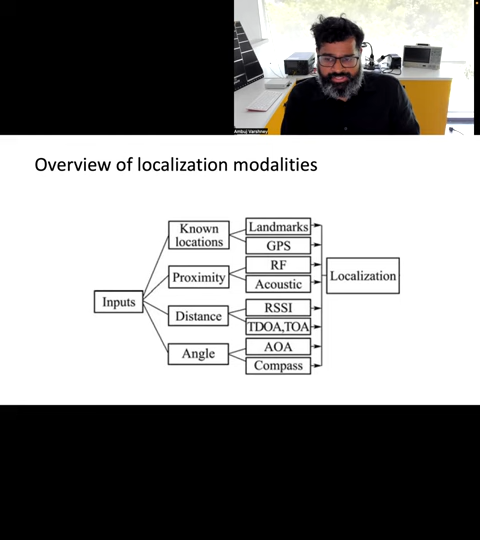 Ambuj Varshney
Overview of localization modalities
Inputs
Known
locations
Proximity
Distance
Angle
Landmarks
GPS
RF
Acoustic
RSSI
TDOA,TOA
AOA
Compass
Localization